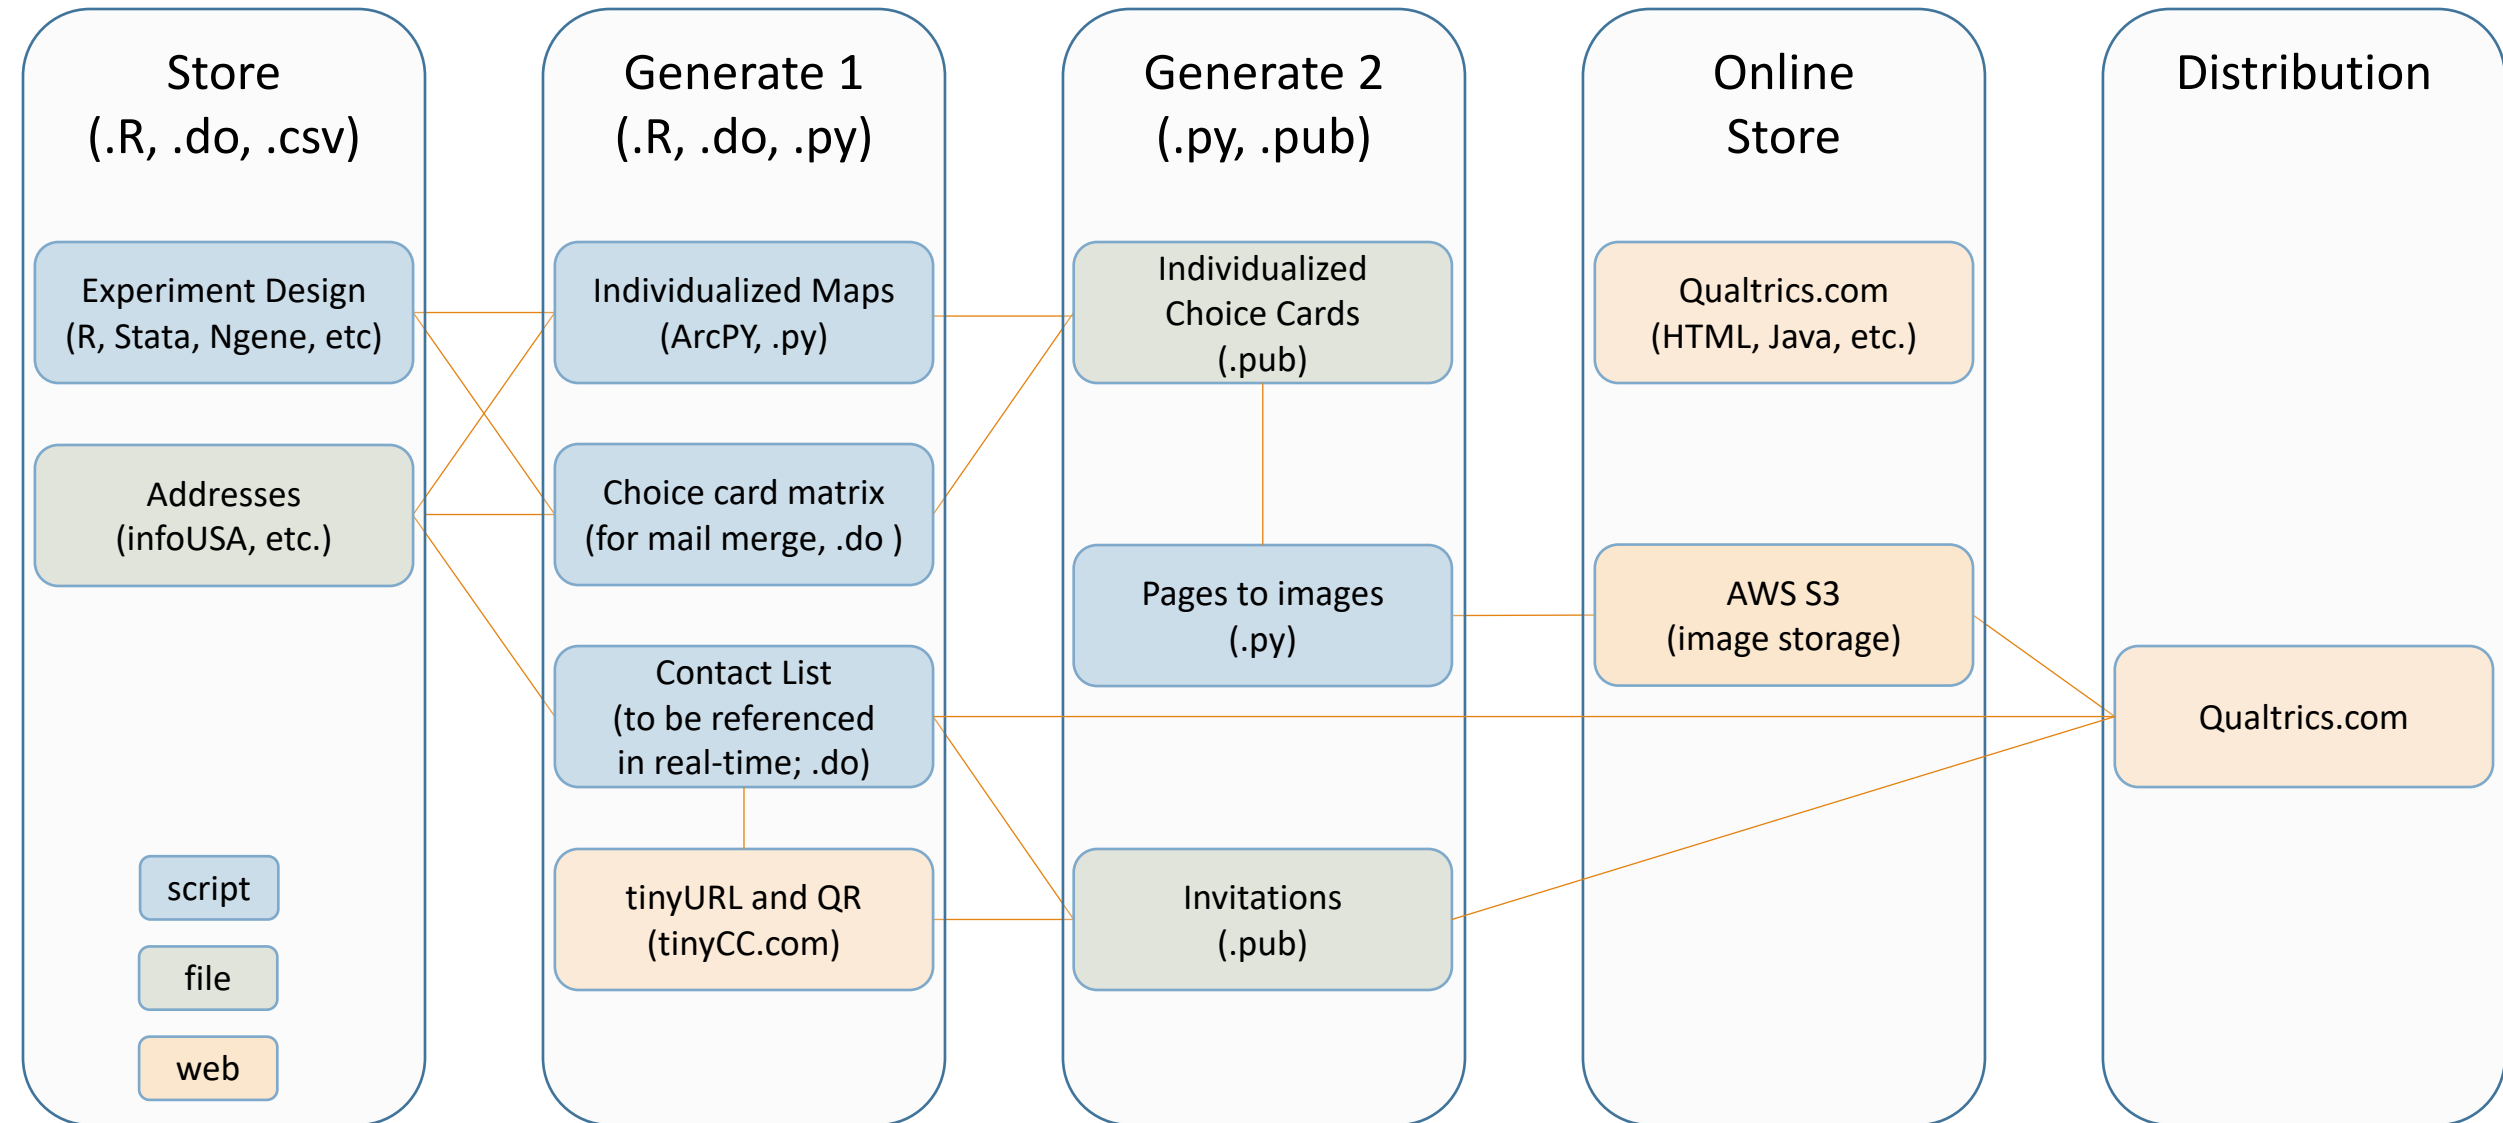 Store
(.R, .do, .csv)
Experiment Design
(R, Stata, Ngene, etc)
Addresses
(infoUSA, etc.)
script
file
web
Generate 1
(.R, .do, .py)
Individualized Maps
(ArcPY, .py)
Choice card matrix
(for mail merge, .do )
Contact List
(to be referenced
in real-time; .do)
tinyURL and QR
(tinyCC.com)
Generate 2
(.py, .pub)
Individualized
Choice Cards
(.pub)
Pages to images
(.py)
Invitations
(.pub)
Online
Store
Qualtrics.com
(HTML, Java, etc.)
AWS S3
(image storage)
Distribution
Qualtrics.com